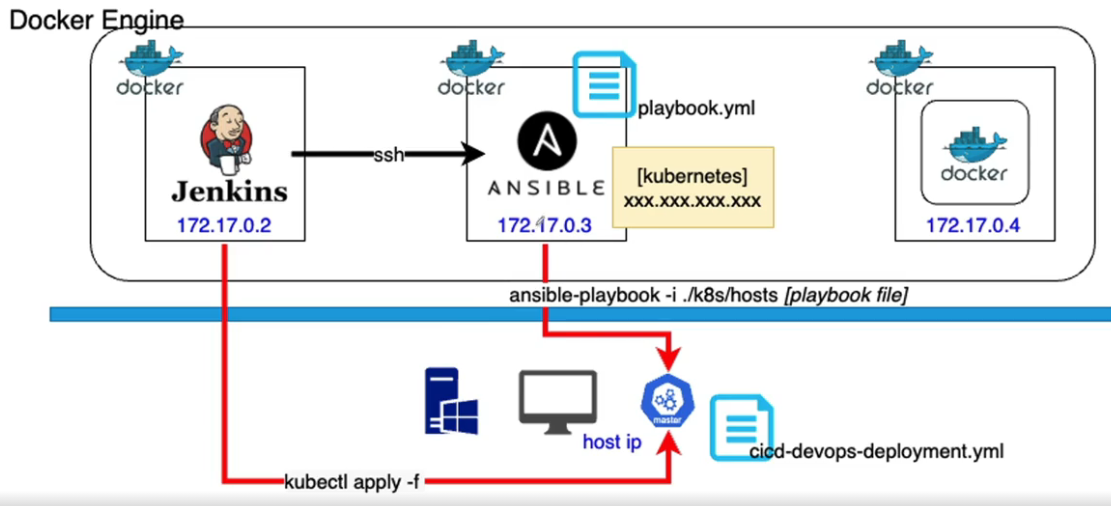 Docker Engine
docker
docker
docker
playbook.yml
ssh
Jenkins
ANSIBLE
[kubernetes]
xxx.xxx.xxx.xxx
docker
172.17.0.2
172.17.0.3
172.17.0.4
ansible-playbook -i ./k8s/hosts [playbook file]
master
host ip
cicd-devops-deployment.yml
kubectl apply -f